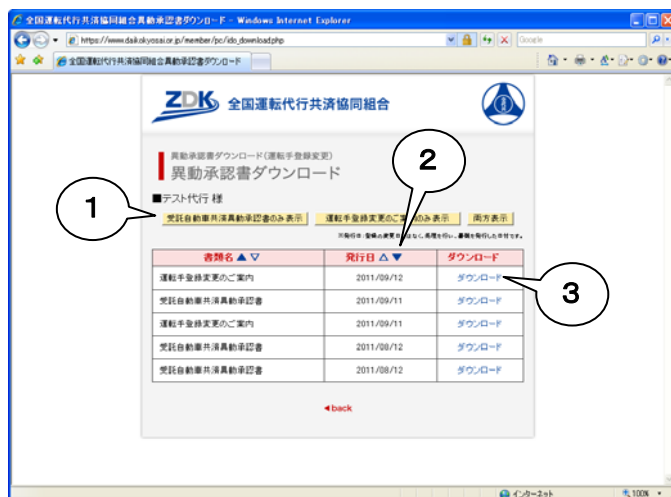 全国運転代行共済協同組合異動承認書ダウンロード - Windows Internet Explorer
https://www.daikokyosai.or.jp/member/pc/ido_download.php
Google
全国運転代行共済協同組合異動承認書ダウンロード
ZDK 全国運転代行共済協同組合
異動承認書ダウンロード(運転手登録変更)
異動承認書ダウンロード
2
■テスト代行 様
1
受託自動車共済異動承認書のみ表示 運転手登録変更のご案内のみ表示 両方表示
書類名 ▲ ▽ 発行日 △ ▼ ダウンロード
運転手登録変更のご案内 2011/09/12 ダウンロード
3
受託自動車共済異動承認書 2011/09/11 ダウンロード
運転手登録変更のご案内 2011/09/11 ダウンロード
受託自動車共済異動承認書 2011/08/12 ダウンロード
受託自動車共済異動承認書 2011/08/12 ダウンロード
◀back
インターネット 100%